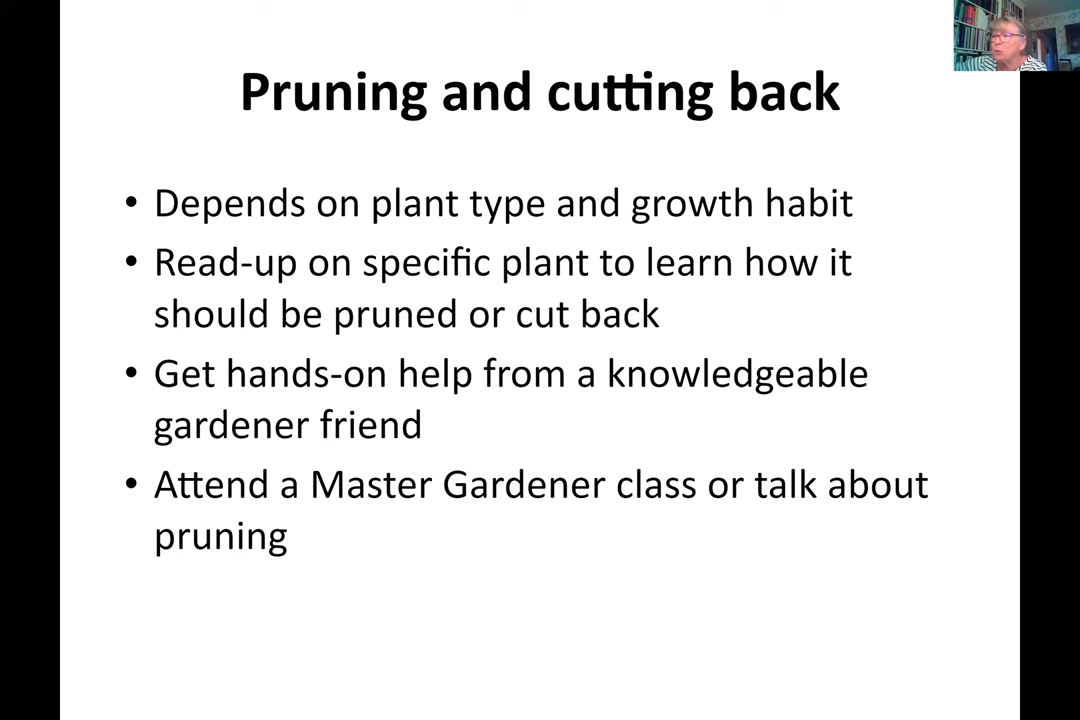 Pruning and cutting back
• Depends on plant type and growth habit
• Read-up on specific plant to learn how it
should be pruned or cut back
• Get hands-on help from a knowledgeable
gardener friend
• Attend a Master Gardener class or talk about
pruning